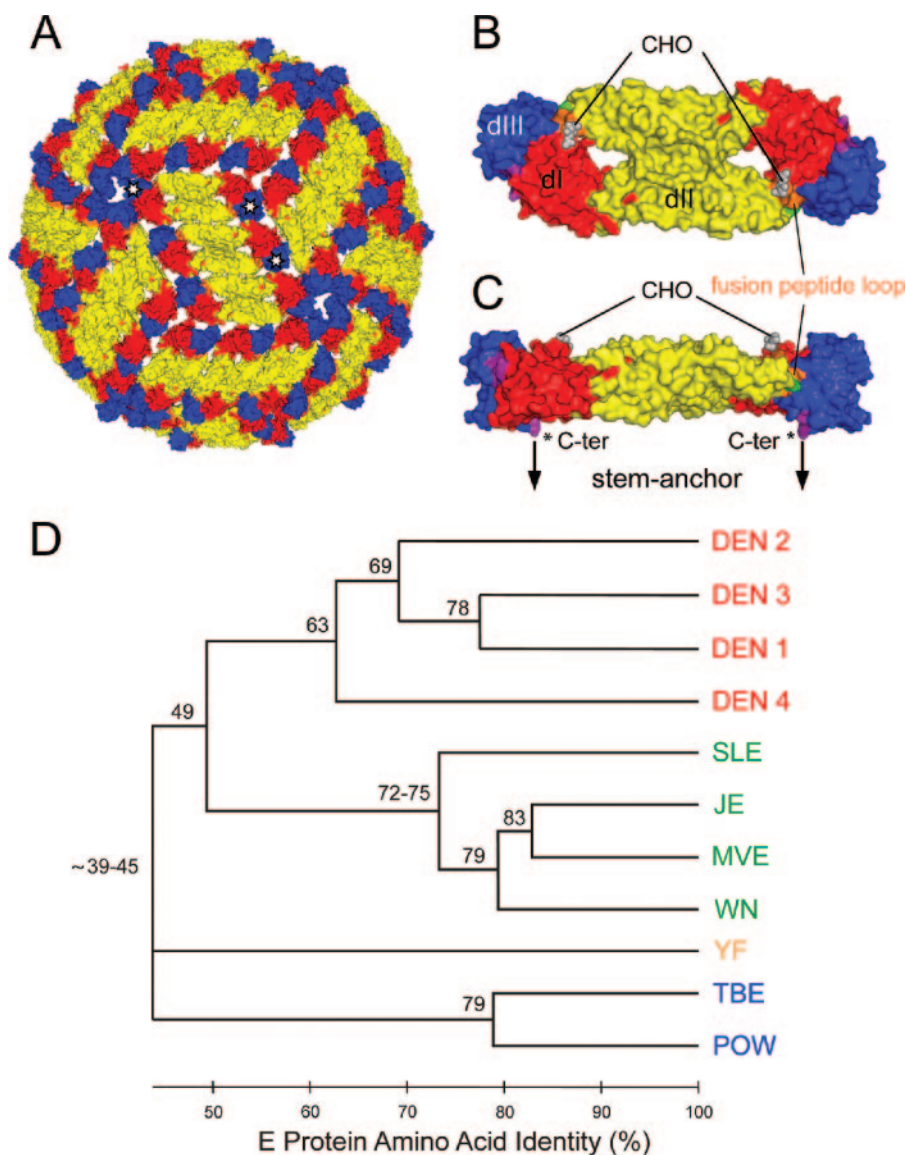 A
B
CHO
dIII
dI
dII
fusion peptide loop
C
CHO
* C-ter
C-ter *
stem-anchor
D
DEN 2
69
DEN 3
78
63
DEN 1
DEN 4
49
SLE
72-75
JE
83
MVE
79
~39-45
WN
YF
TBE
79
POW
50 60 70 80 90 100
E Protein Amino Acid Identity (%)